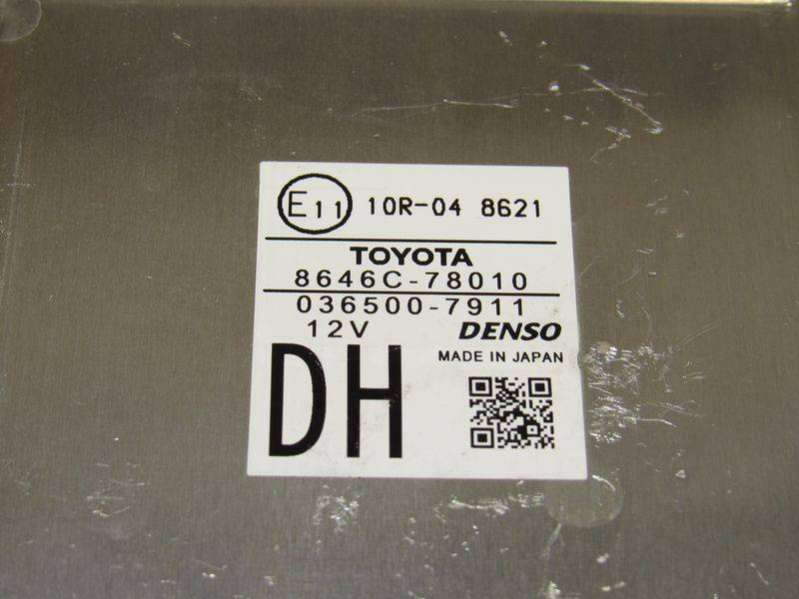 E11 10R-04 8621
TOYOTA
8646C-78010
036500-7911
12V DENSO
MADE IN JAPAN
DH